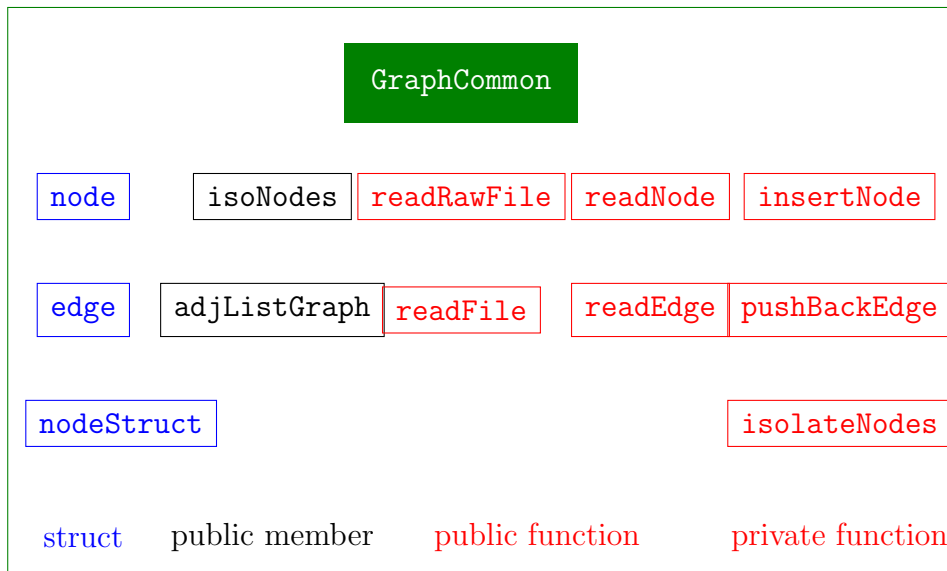 GraphCommon
node isoNodes readRawFile readNode insertNode
edge adjListGraph readFile readEdge pushBackEdge
nodeStruct isolateNodes
struct public member public function private function